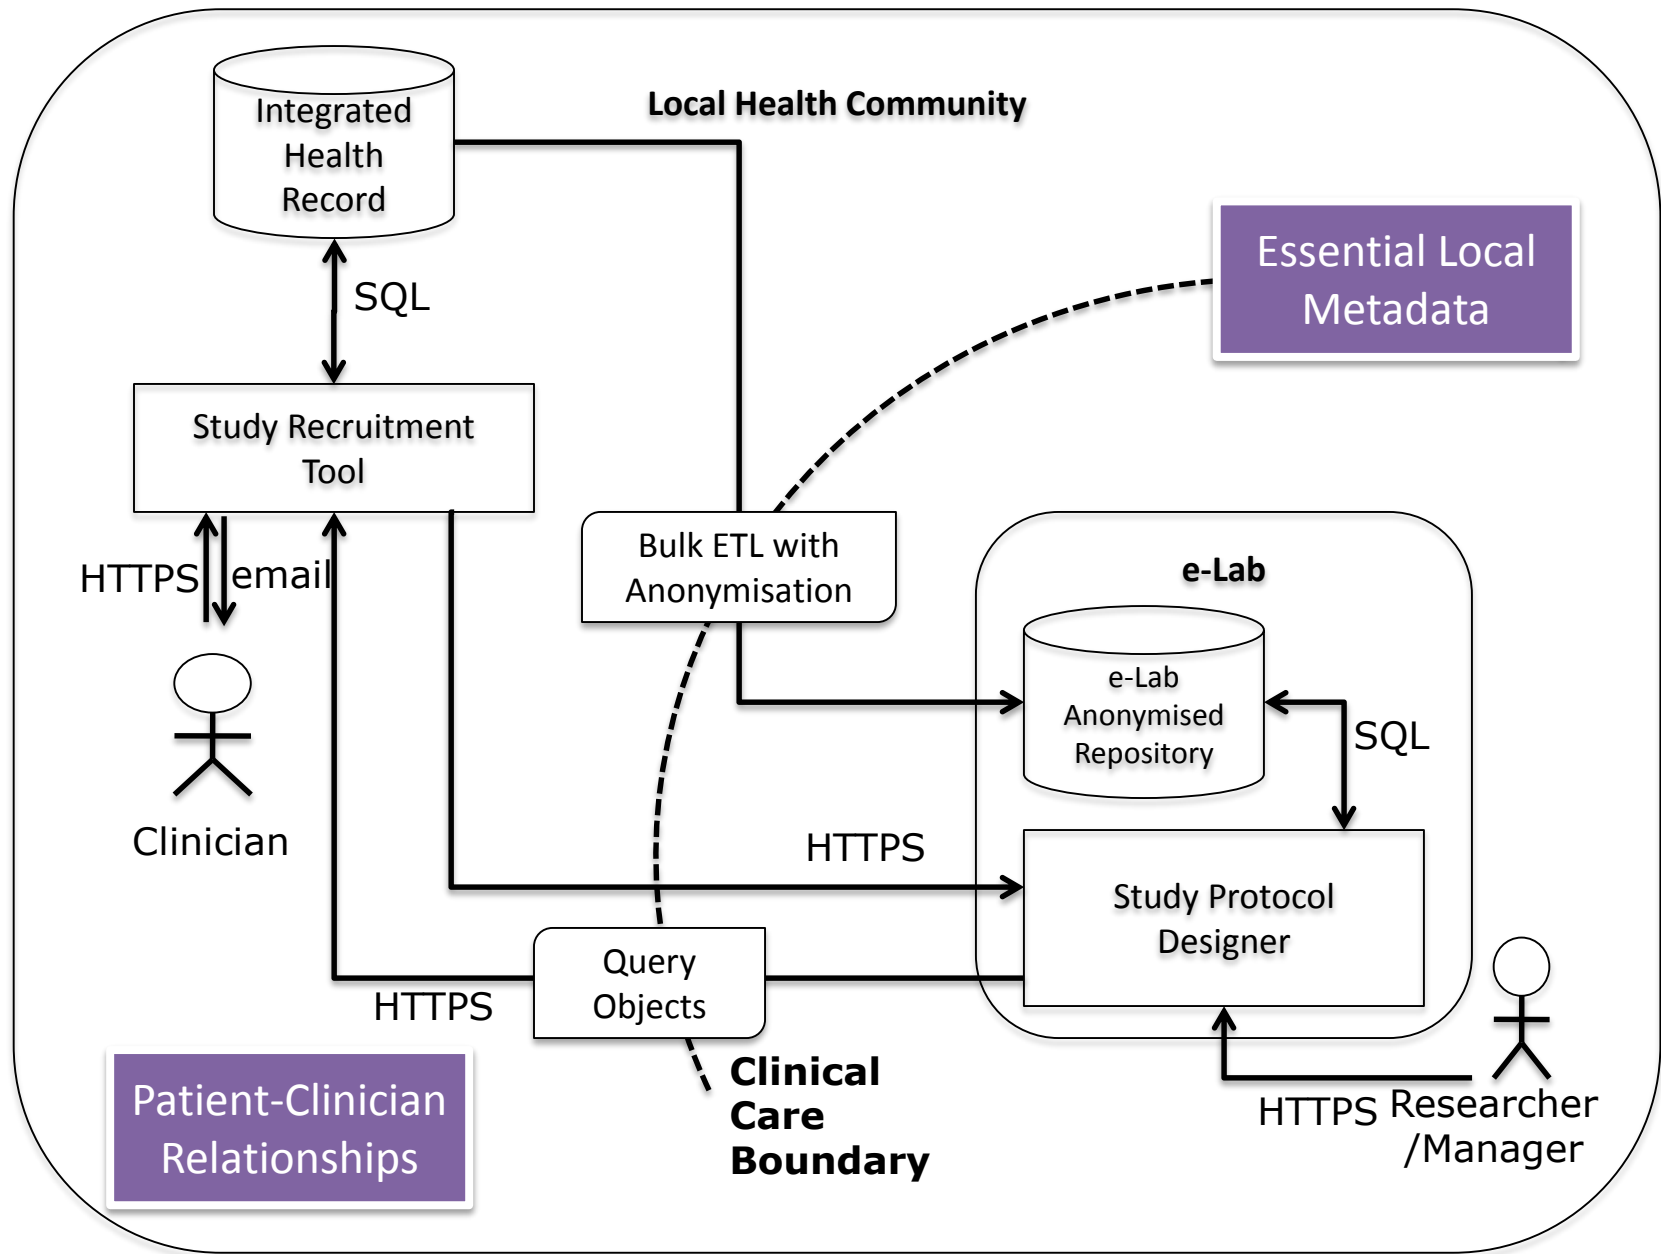 Integrated
Health
Record
Local Health Community
Essential Local
Metadata
SQL
Study Recruitment
Tool
HTTPS
email
Bulk ETL with
Anonymisation
e-Lab
e-Lab
Anonymised
Repository
SQL
Clinician
HTTPS
Study Protocol
Designer
Query
Objects
HTTPS
Clinical
Care
Boundary
Patient-Clinician
Relationships
HTTPS
Researcher
/Manager